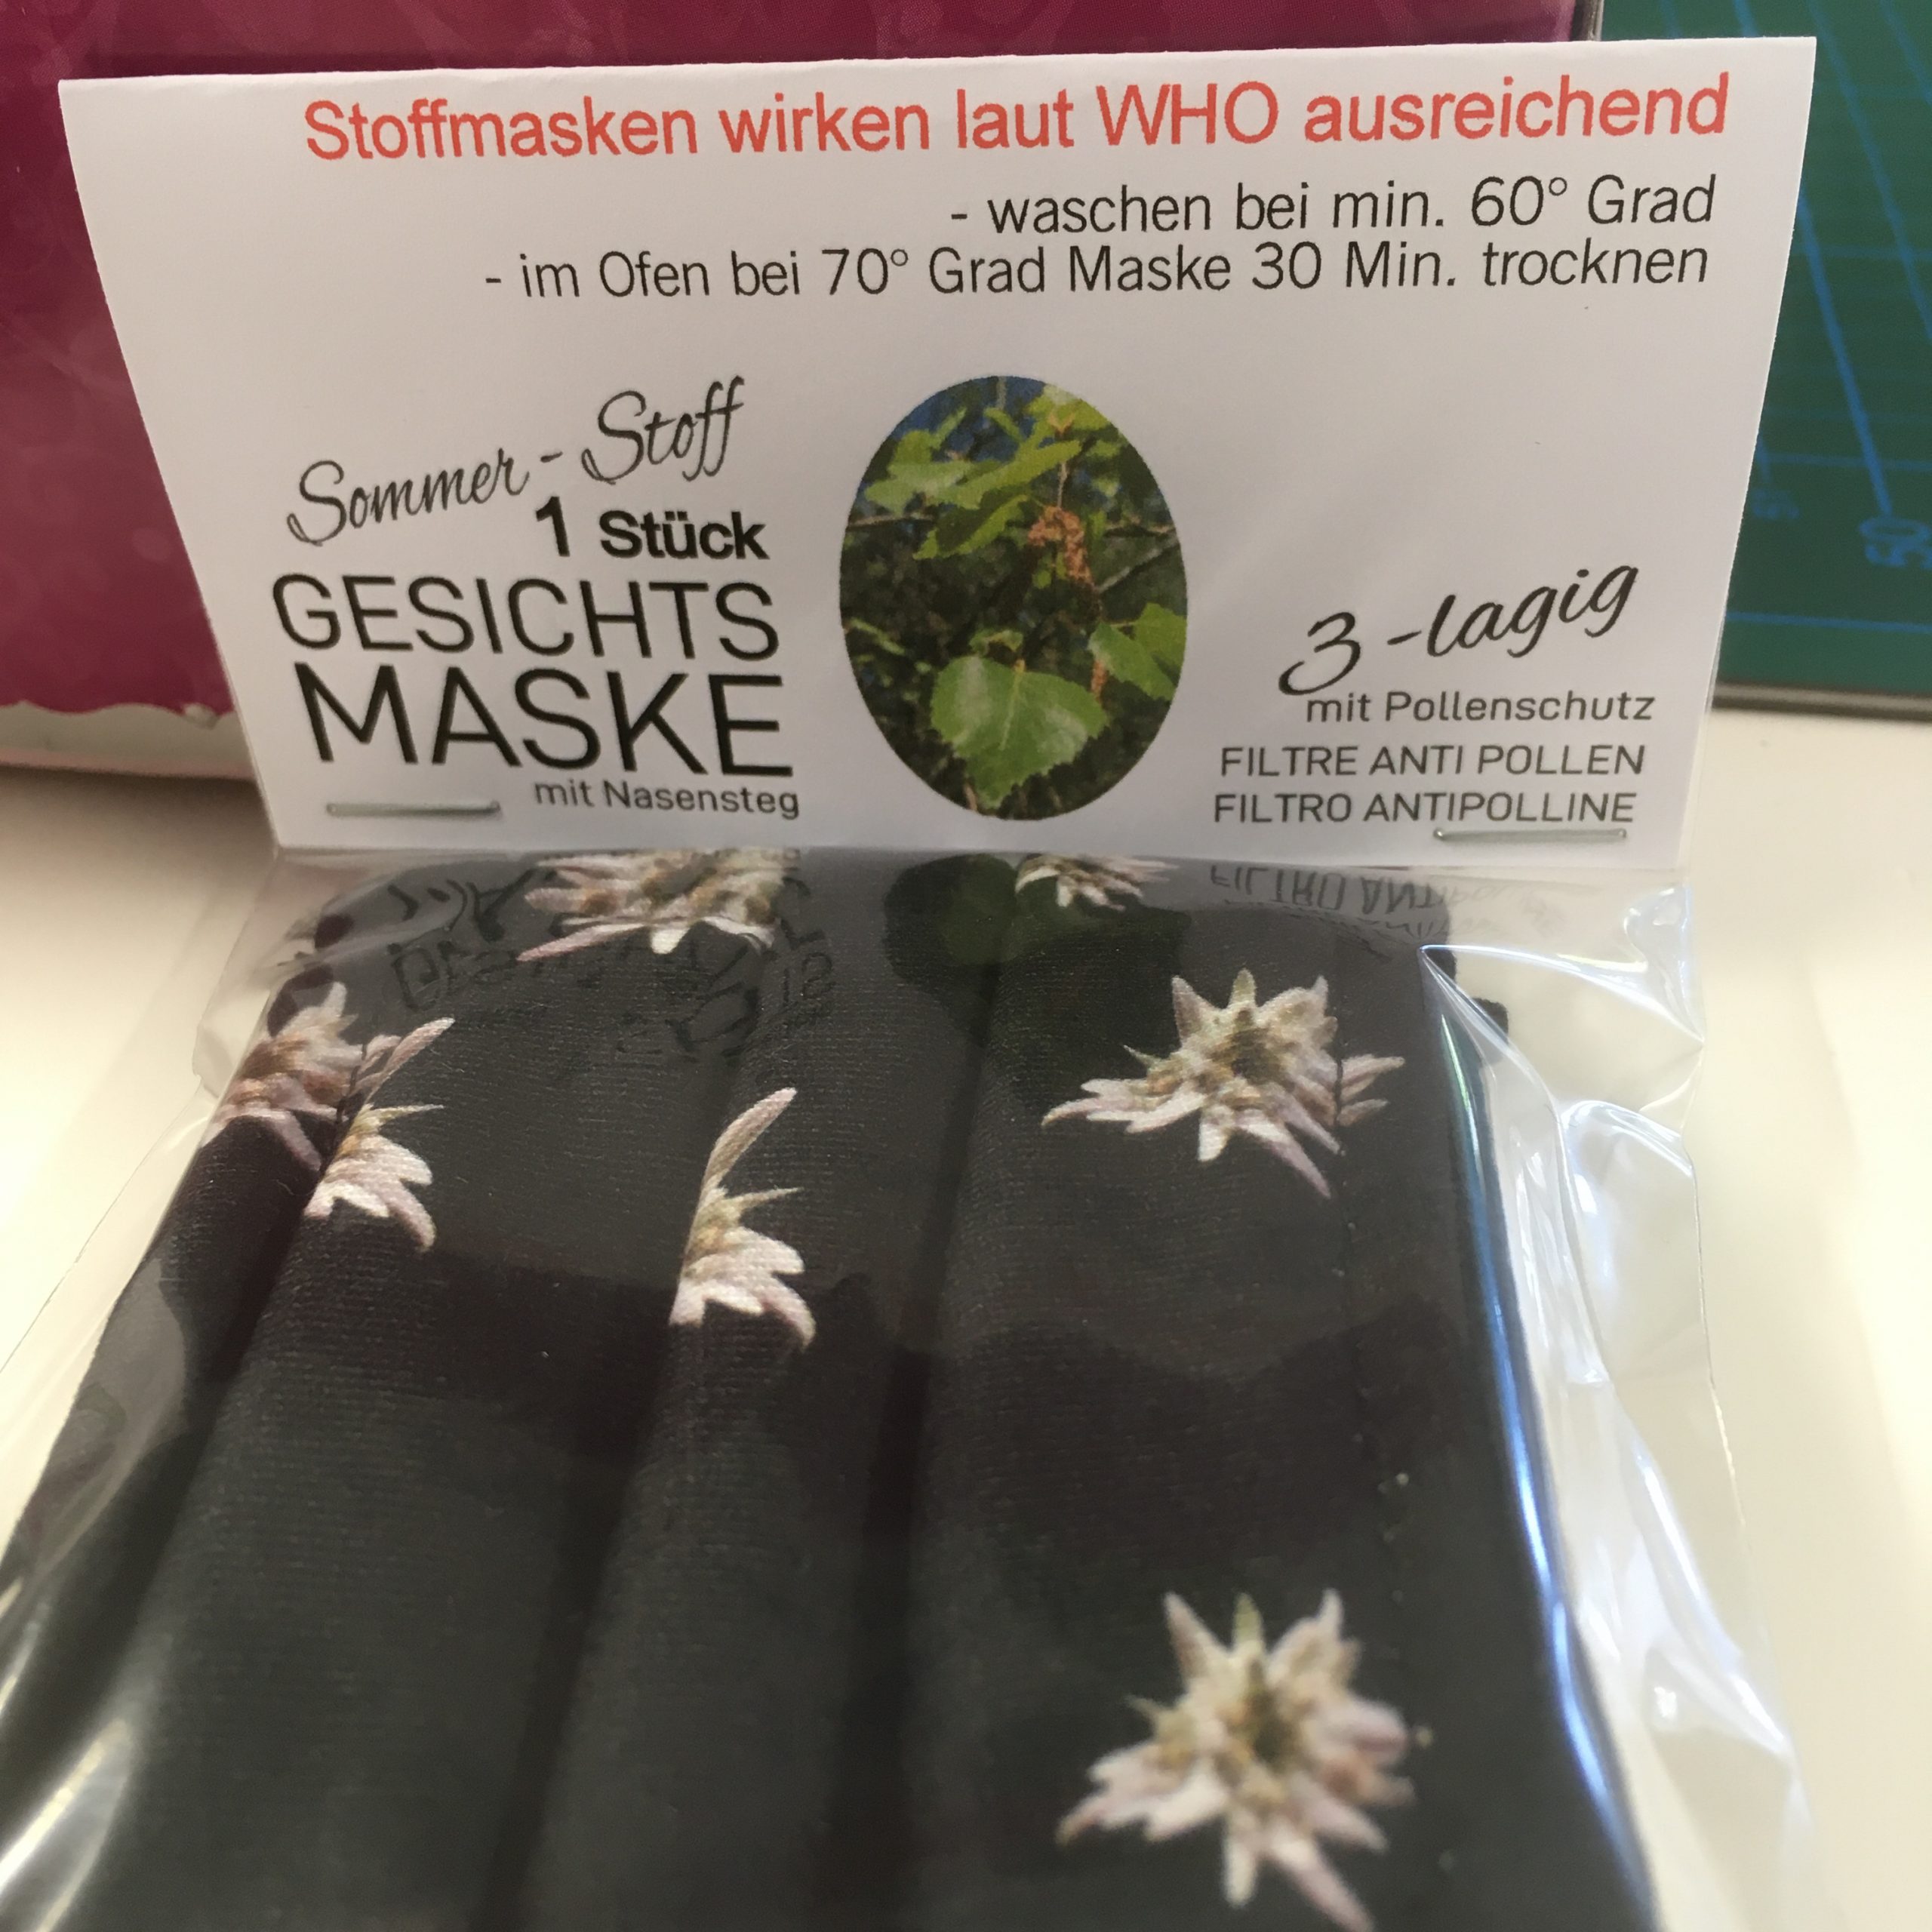 Stoffmasken wirken laut WHO ausreichend
- waschen bei min. 60° Grad
- im Ofen bei 70° Grad Maske 30 Min. trocknen
Sommer - Stoff
1 Stück
GESICHTS
MASKE
mit Nasensteg
3-lagig
mit Pollenschutz
FILTRE ANTI POLLEN
FILTRO ANTIPOLLINE
50